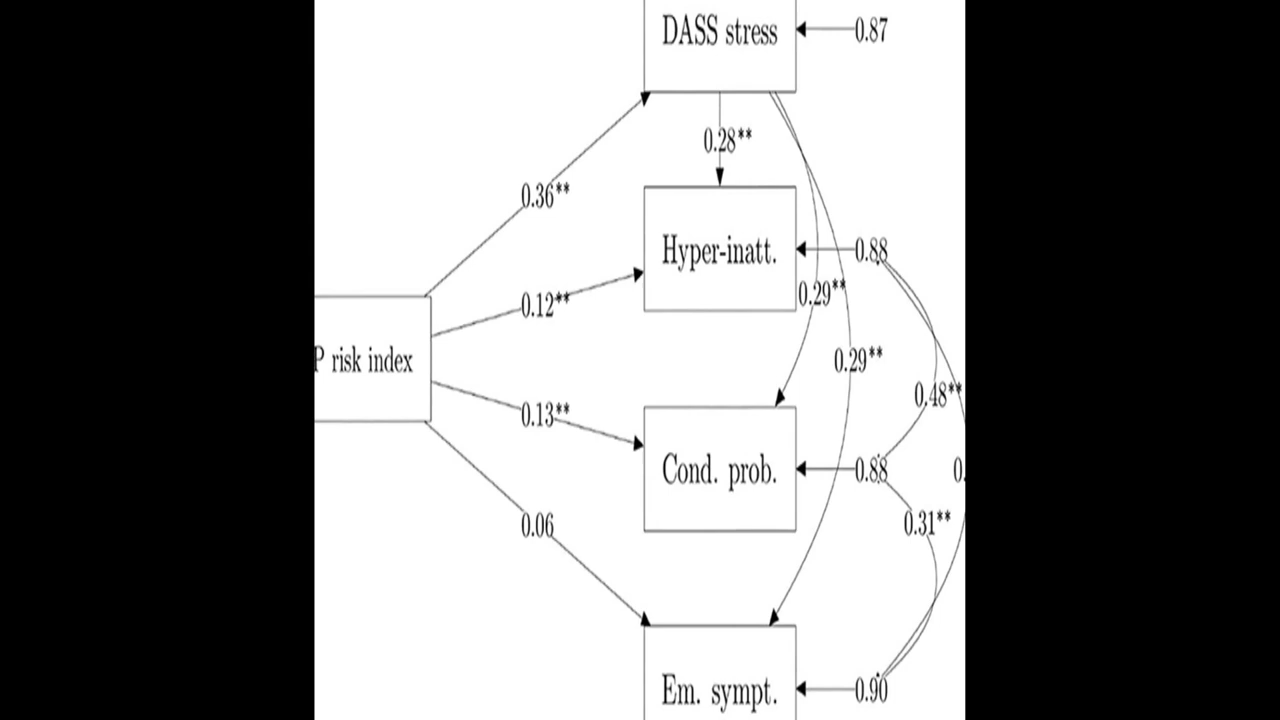 DASS stress
0.87
0.28**
0.36**
Hyper-inatt.
0.88
0.29**
0.12**
P risk index
0.29**
0.48**
0.13**
Cond. prob.
0.88
0.31**
0.06
Em. sympt.
0.90